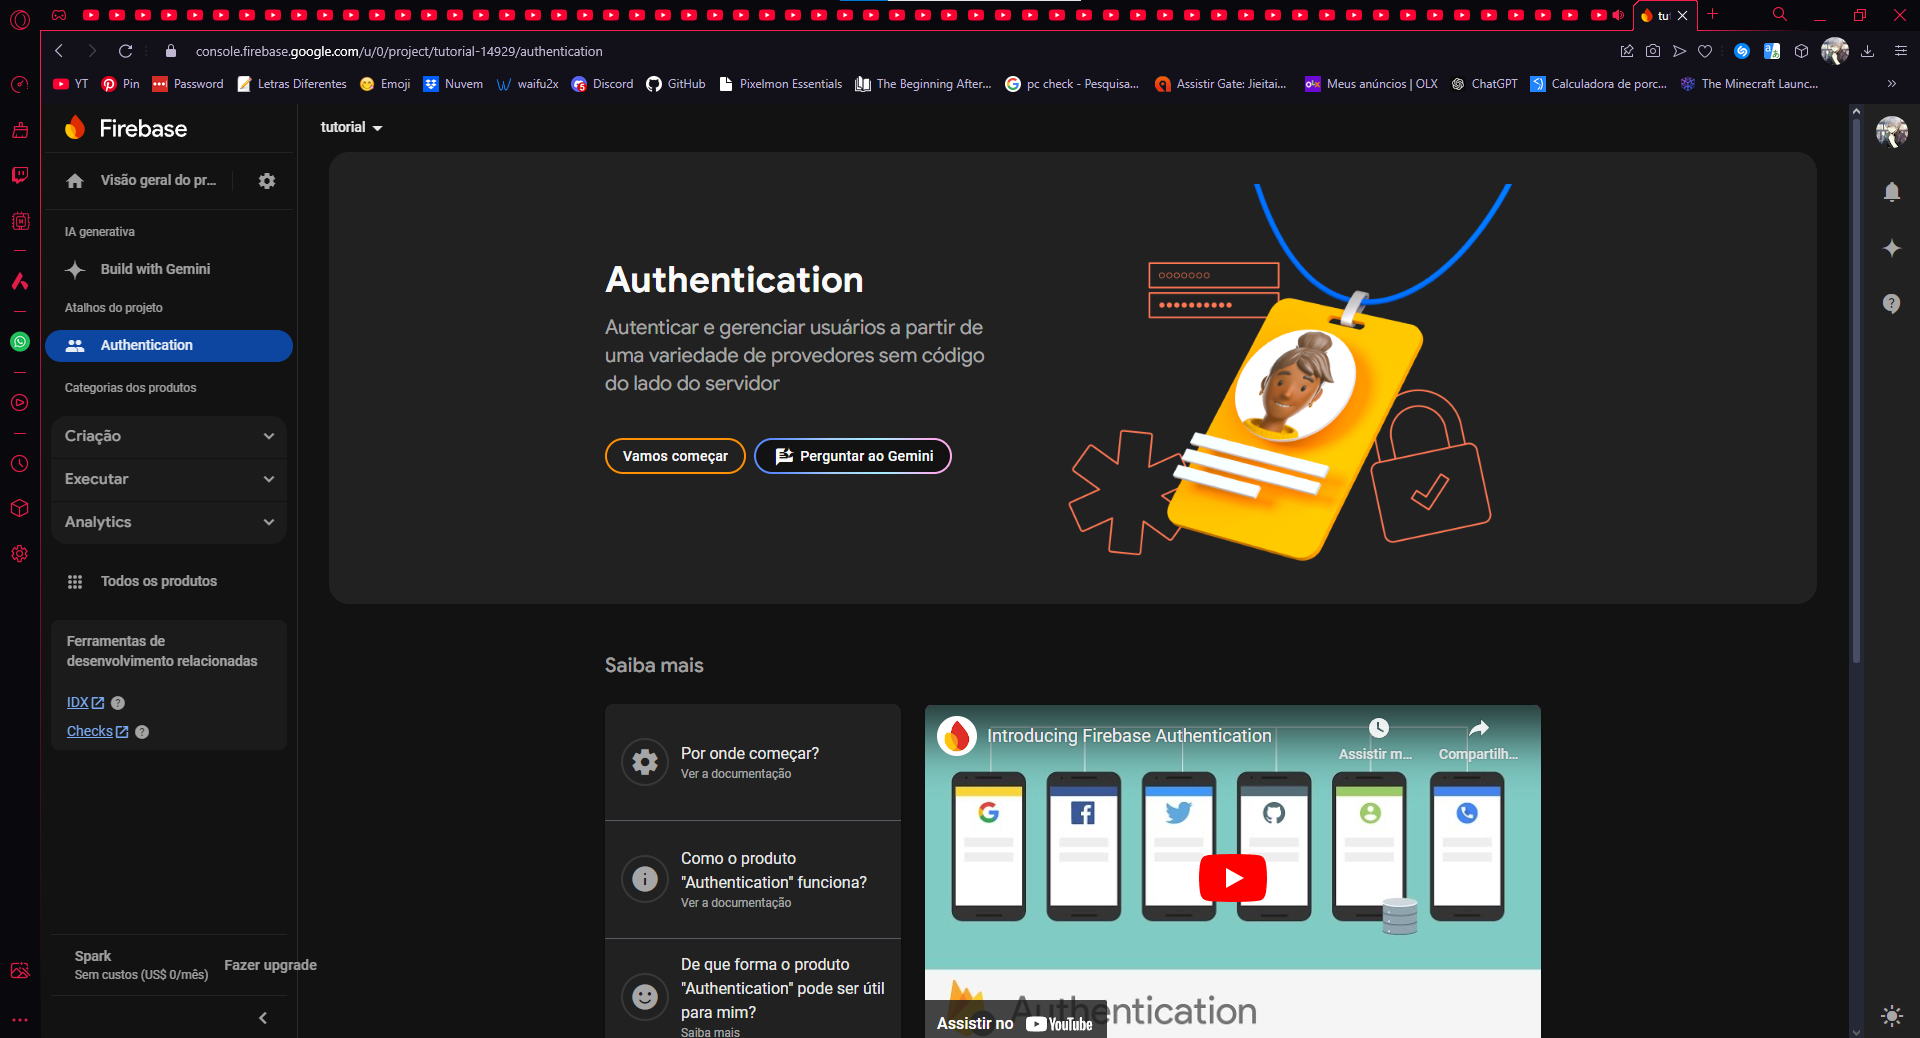 tu
console.firebase.google.com/u/0/project/tutorial-14929/authentication
YT
Pin
Password
Letras Diferentes
Emoji
Nuvem
waifu2x
Discord
GitHub
Pixelmon Essentials
The Beginning After...
pc check - Pesquisa...
Assistir Gate: Jieitai...
Meus anúncios | OLX
ChatGPT
Calculadora de porc...
The Minecraft Launc...
Firebase
tutorial
Visão geral do pr...
IA generativa
Build with Gemini
Atalhos do projeto
Authentication
Categorias dos produtos
Criação
Executar
Analytics
Todos os produtos
Ferramentas de
desenvolvimento relacionadas
IDX
Checks
Spark
Sem custos (US$ 0/mês)
Fazer upgrade
Authentication
Autenticar e gerenciar usuários a partir de
uma variedade de provedores sem código
do lado do servidor
Vamos começar
Perguntar ao Gemini
Saiba mais
Por onde começar?
Ver a documentação
Como o produto
"Authentication" funciona?
Ver a documentação
De que forma o produto
"Authentication" pode ser útil
para mim?
Saiba mais
Introducing Firebase Authentication
Assistir m...
Compartilh...
Authentication
Assistir no YouTube